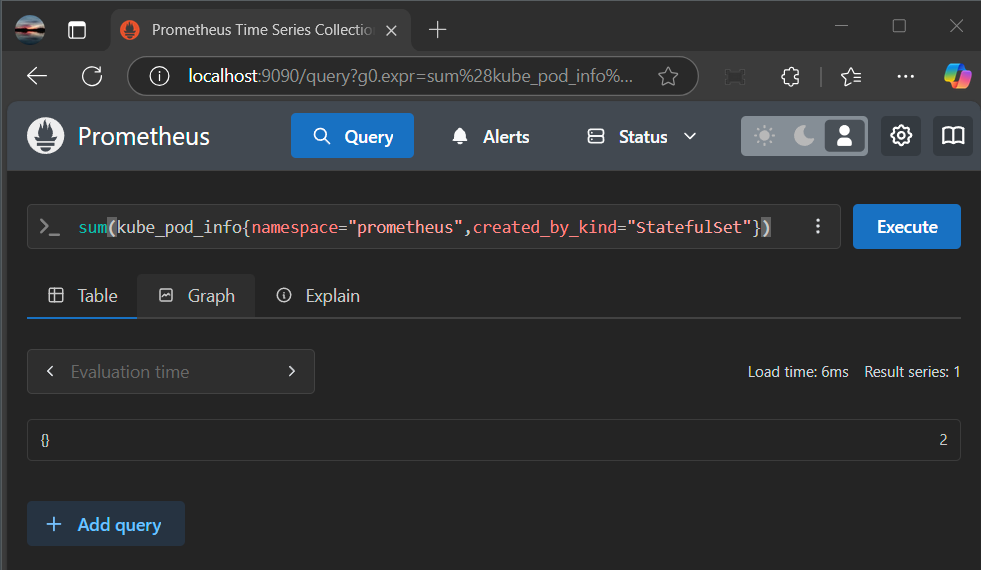 Prometheus Time Series Collectio
localhost:9090/query?g0.expr=sum%28kube_pod_info%...
Prometheus
Query
Alerts
Status
sum(kube_pod_info{namespace="prometheus",created_by_kind="StatefulSet"})
Execute
Table
Graph
Explain
Evaluation time
Load time: 6ms
Result series: 1
{}
2
Add query